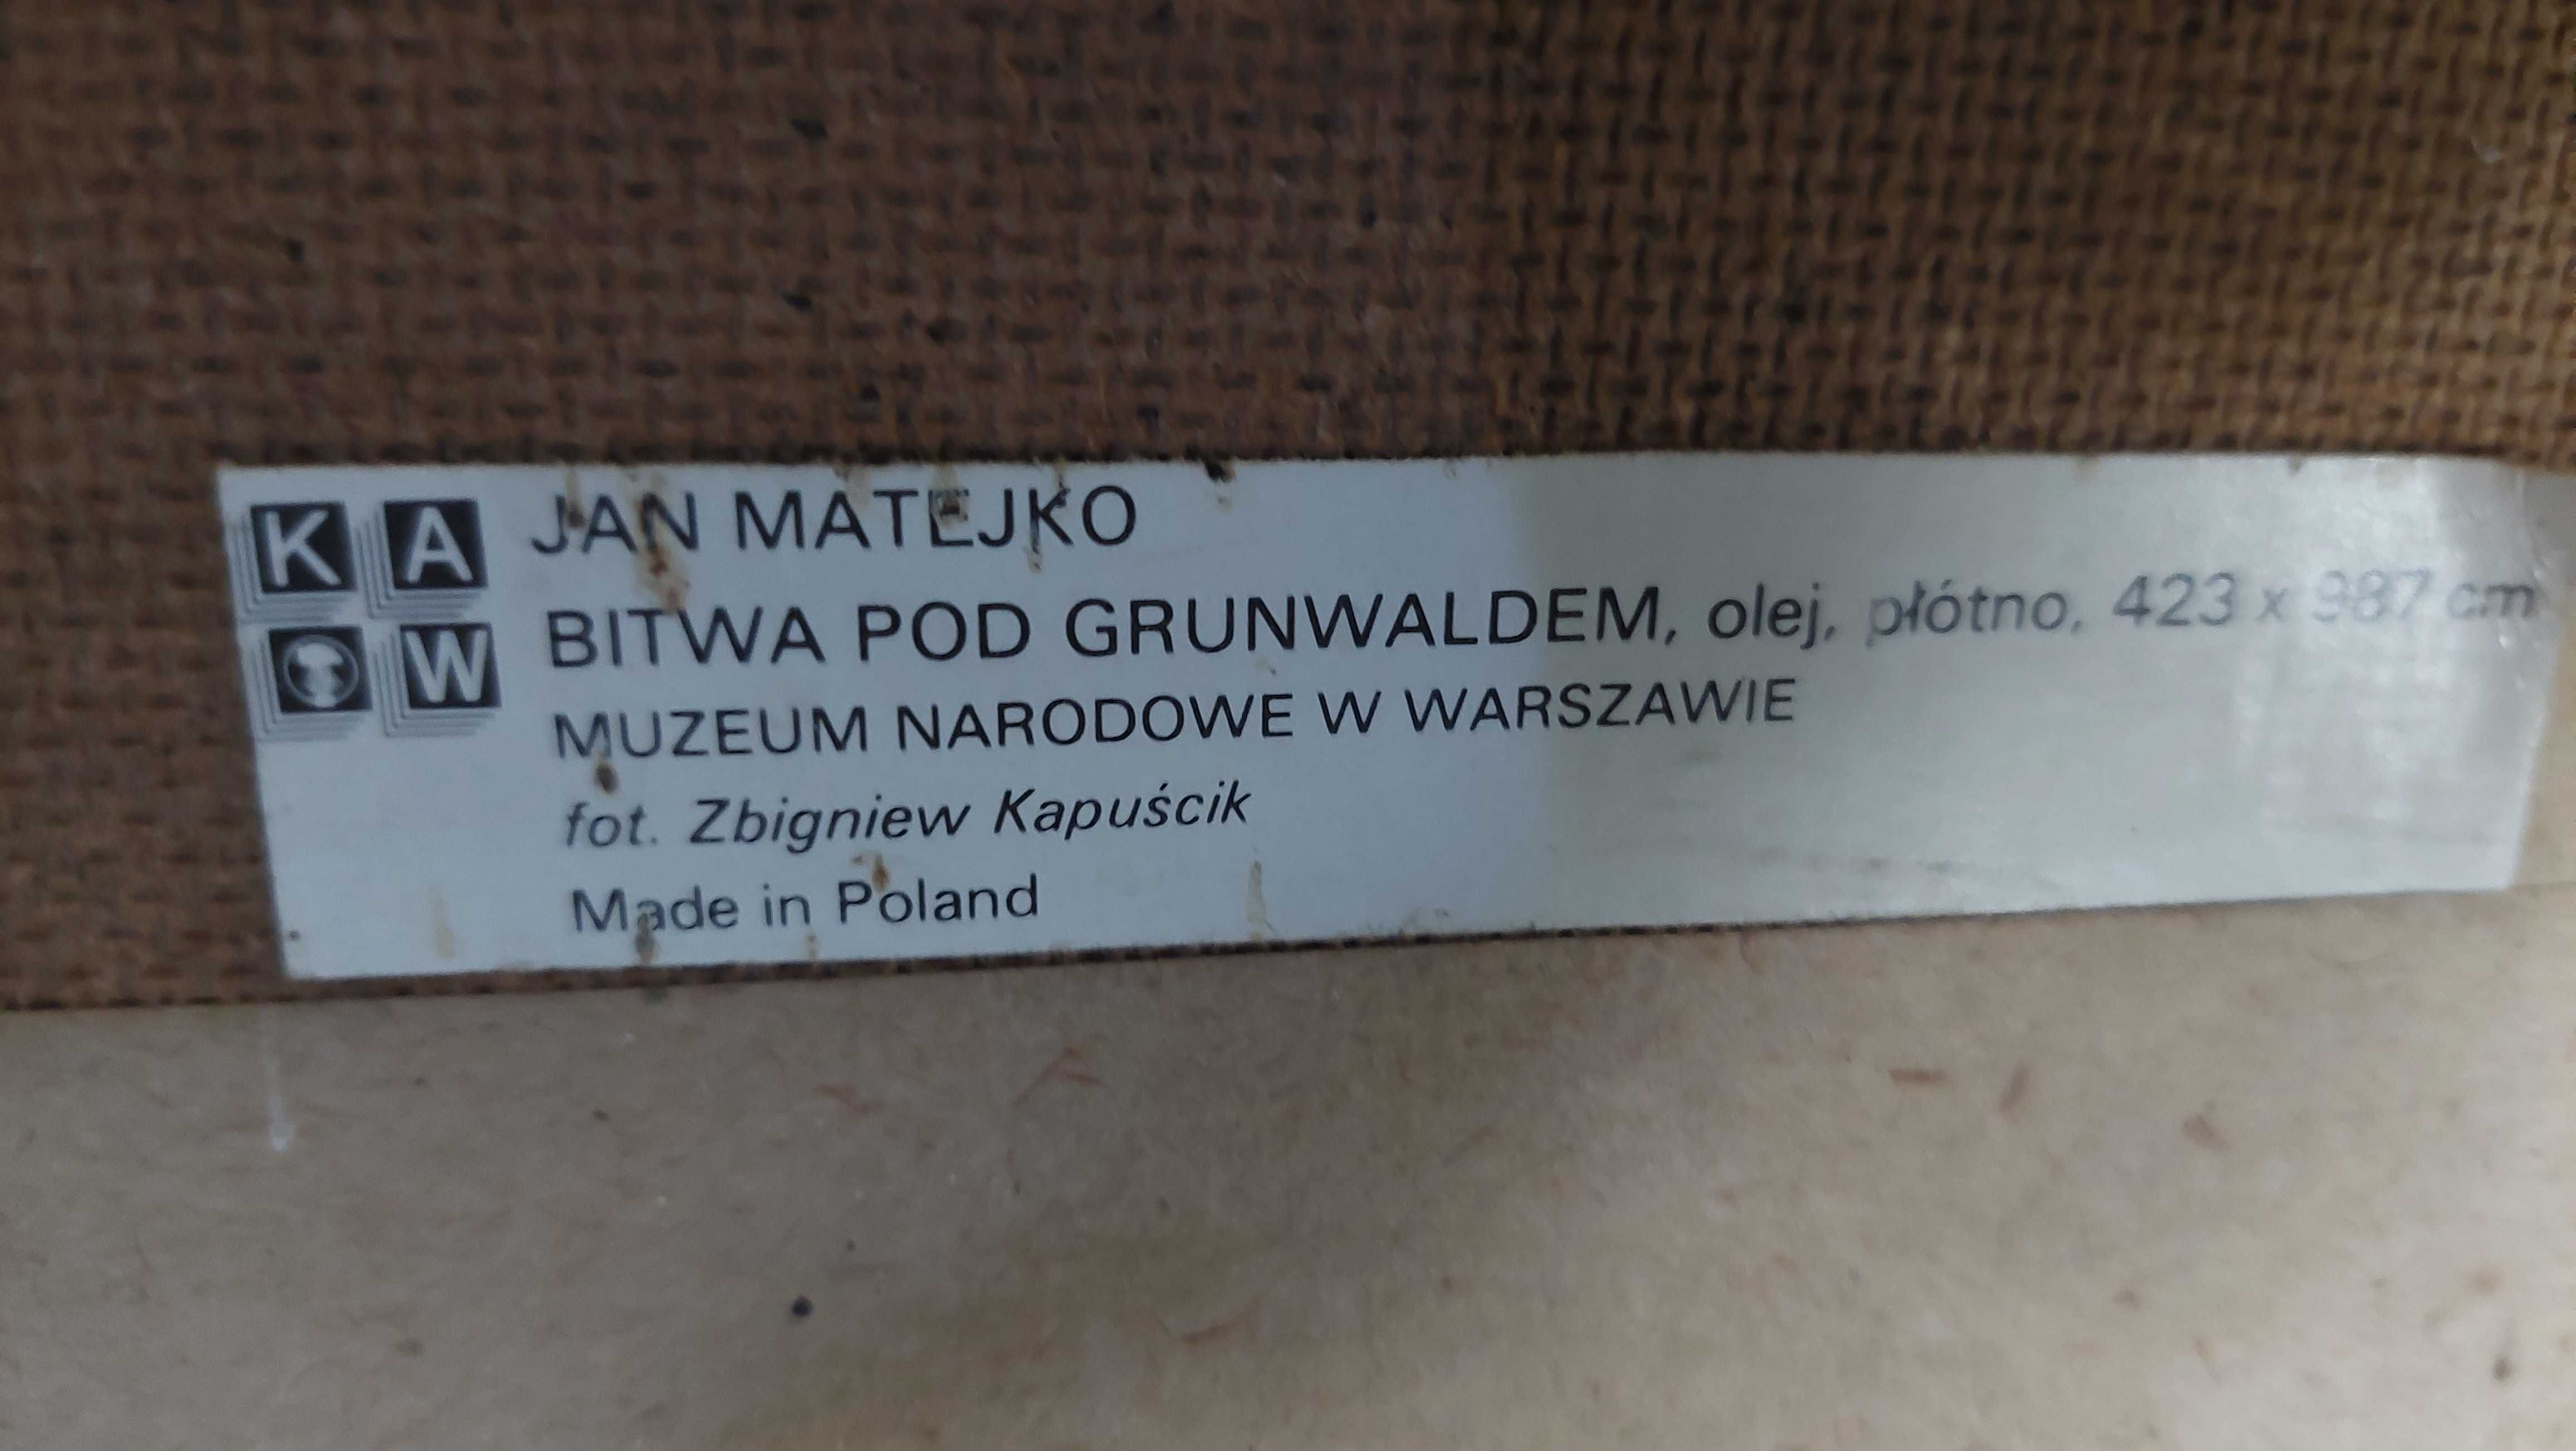 K A
W
JAN MATEJKO
BITWA POD GRUNWALDEM, olej, płótno, 423 x 987 cm
MUZEUM NARODOWE W WARSZAWIE
fot. Zbigniew Kapuścik
Made in Poland